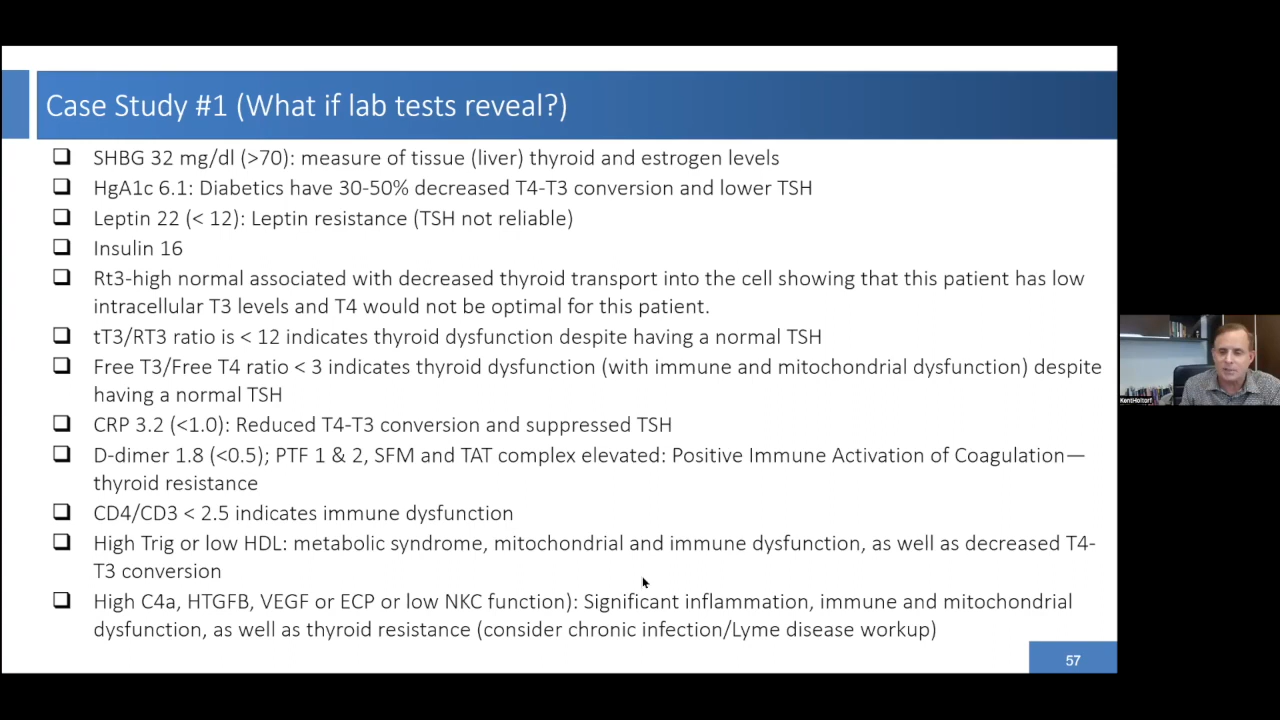 Case Study #1 (What if lab tests reveal?)
❑ SHBG 32 mg/dl (>70): measure of tissue (liver) thyroid and estrogen levels
❑ HgA1c 6.1: Diabetics have 30-50% decreased T4-T3 conversion and lower TSH
❑ Leptin 22 (< 12): Leptin resistance (TSH not reliable)
❑ Insulin 16
❑ Rt3-high normal associated with decreased thyroid transport into the cell showing that this patient has low
intracellular T3 levels and T4 would not be optimal for this patient.
❑ tT3/RT3 ratio is < 12 indicates thyroid dysfunction despite having a normal TSH
❑ Free T3/Free T4 ratio < 3 indicates thyroid dysfunction (with immune and mitochondrial dysfunction) despite
having a normal TSH
❑ CRP 3.2 (<1.0): Reduced T4-T3 conversion and suppressed TSH
❑ D-dimer 1.8 (<0.5); PTF 1 & 2, SFM and TAT complex elevated: Positive Immune Activation of Coagulation—
thyroid resistance
❑ CD4/CD3 < 2.5 indicates immune dysfunction
❑ High Trig or low HDL: metabolic syndrome, mitochondrial and immune dysfunction, as well as decreased T4-
T3 conversion
❑ High C4a, HTGFB, VEGF or ECP or low NKC function): Significant inflammation, immune and mitochondrial
dysfunction, as well as thyroid resistance (consider chronic infection/Lyme disease workup)
57
KentHoltorf